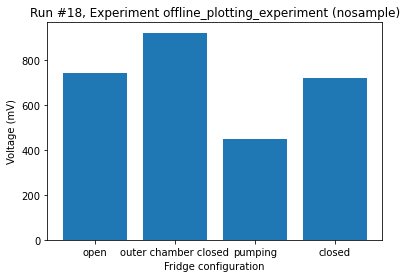 Run #18, Experiment offline_plotting_experiment (nosample)
Voltage (mV)
800
600
400
200
0
open outer chamber closed pumping closed
Fridge configuration